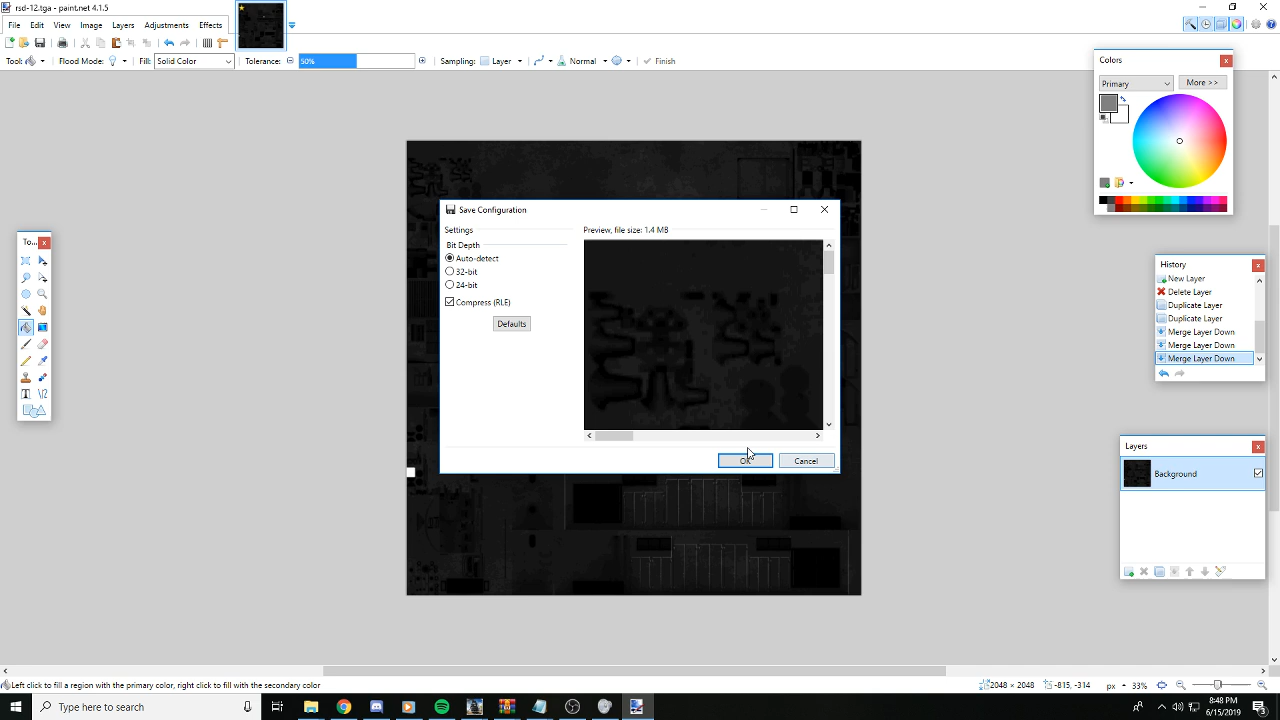 -12.tga - paint.net 4.1.5
File Edit View Image Layers Adjustments Effects
Tool: Flood Mode: Fill: Solid Color Tolerance: 50% Sampling: Layer Normal Finish
Colors
Primary More >>
Save Configuration
Settings
Bit Depth
Auto-detect
32-bit
24-bit
Compress (RLE)
Defaults
Preview, file size: 1.4 MB
OK Cancel
To...
History
New Layer
Delete Layer
Duplicate Layer
Duplicate Layer
Merge Layer Down
Merge Layer Down
Merge Layer Down
Layers
Background
Left click to fill a region with the primary color, right click to fill with the secondary color
2048 × 2048 -815, -314 px 33%
Type here to search
8:48 PM
6/15/2019